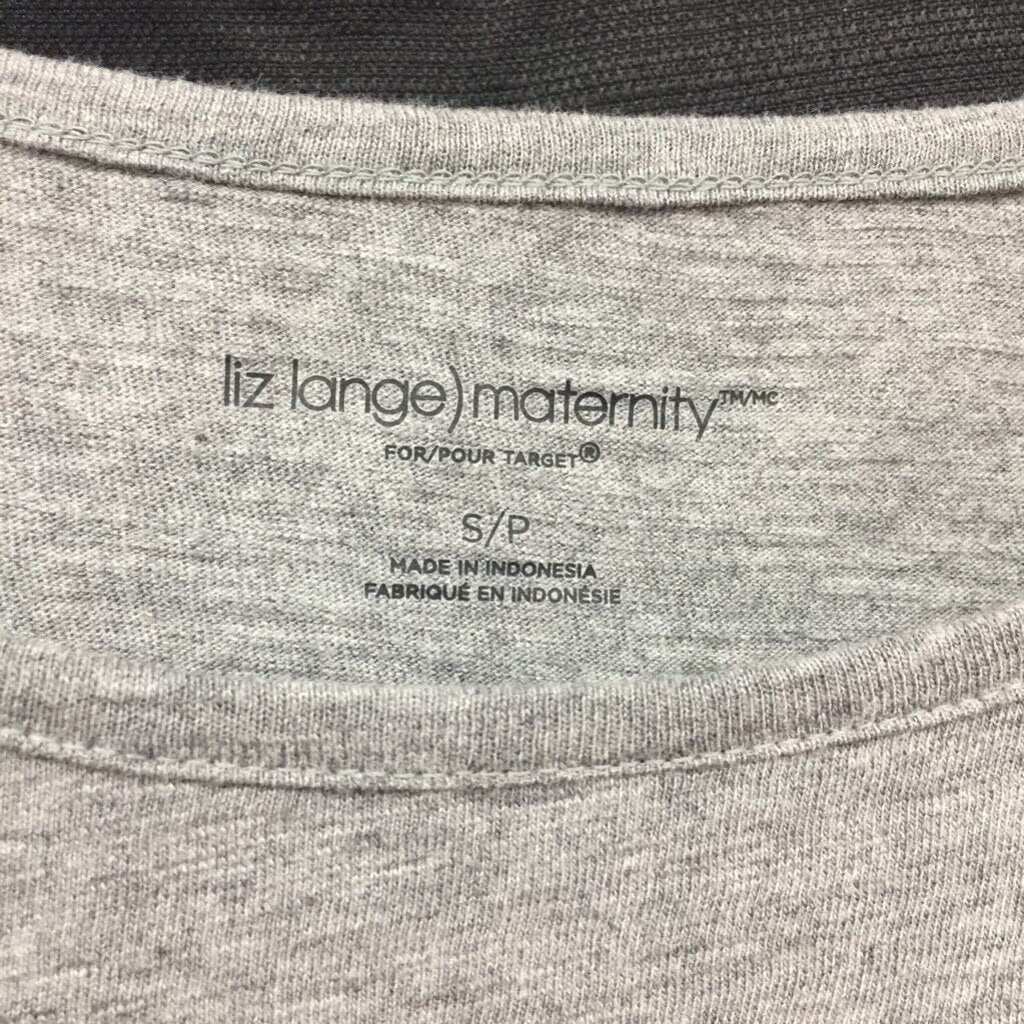 liz lange) maternity™/MC
FOR/POUR TARGET®
S/P
MADE IN INDONESIA
FABRIQUÉ EN INDONÉSIE